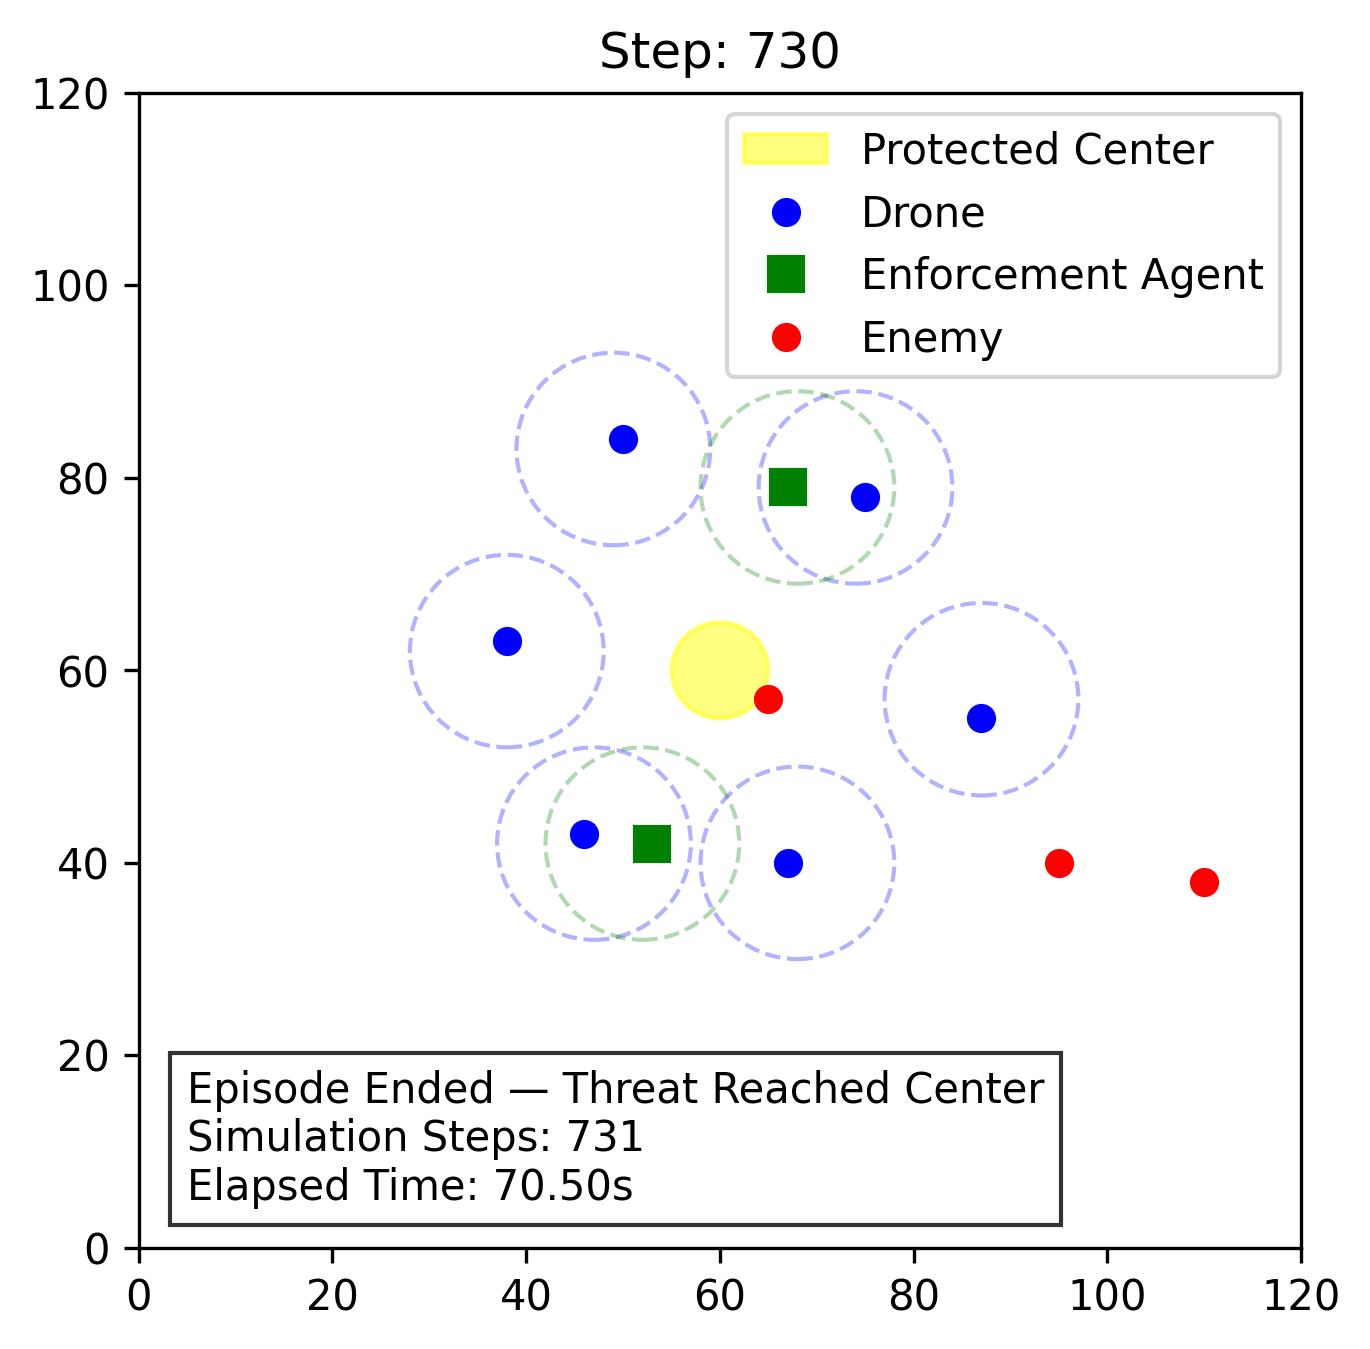 Step: 730
120
100
80
60
40
20
0
Protected Center
Drone
Enforcement Agent
Enemy
Episode Ended — Threat Reached Center
Simulation Steps: 731
Elapsed Time: 70.50s
0 20 40 60 80 100 120